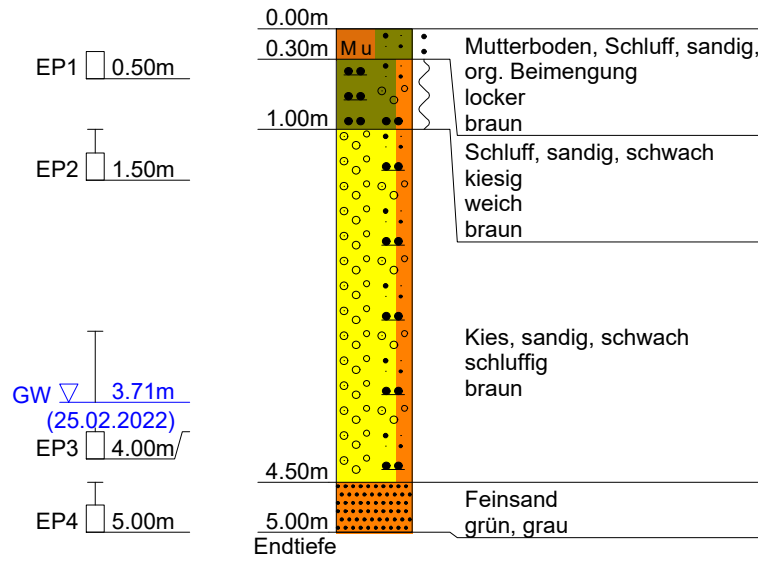 0.00m
0.30m
Mu
Mutterboden, Schluff, sandig,
org. Beimengung
locker
braun
EP1 0.50m
1.00m
Schluff, sandig, schwach
kiesig
weich
braun
EP2 1.50m
Kies, sandig, schwach
schluffig
braun
GW 3.71m
(25.02.2022)
EP3 4.00m
4.50m
Feinsand
grün, grau
EP4 5.00m
5.00m
Endtiefe